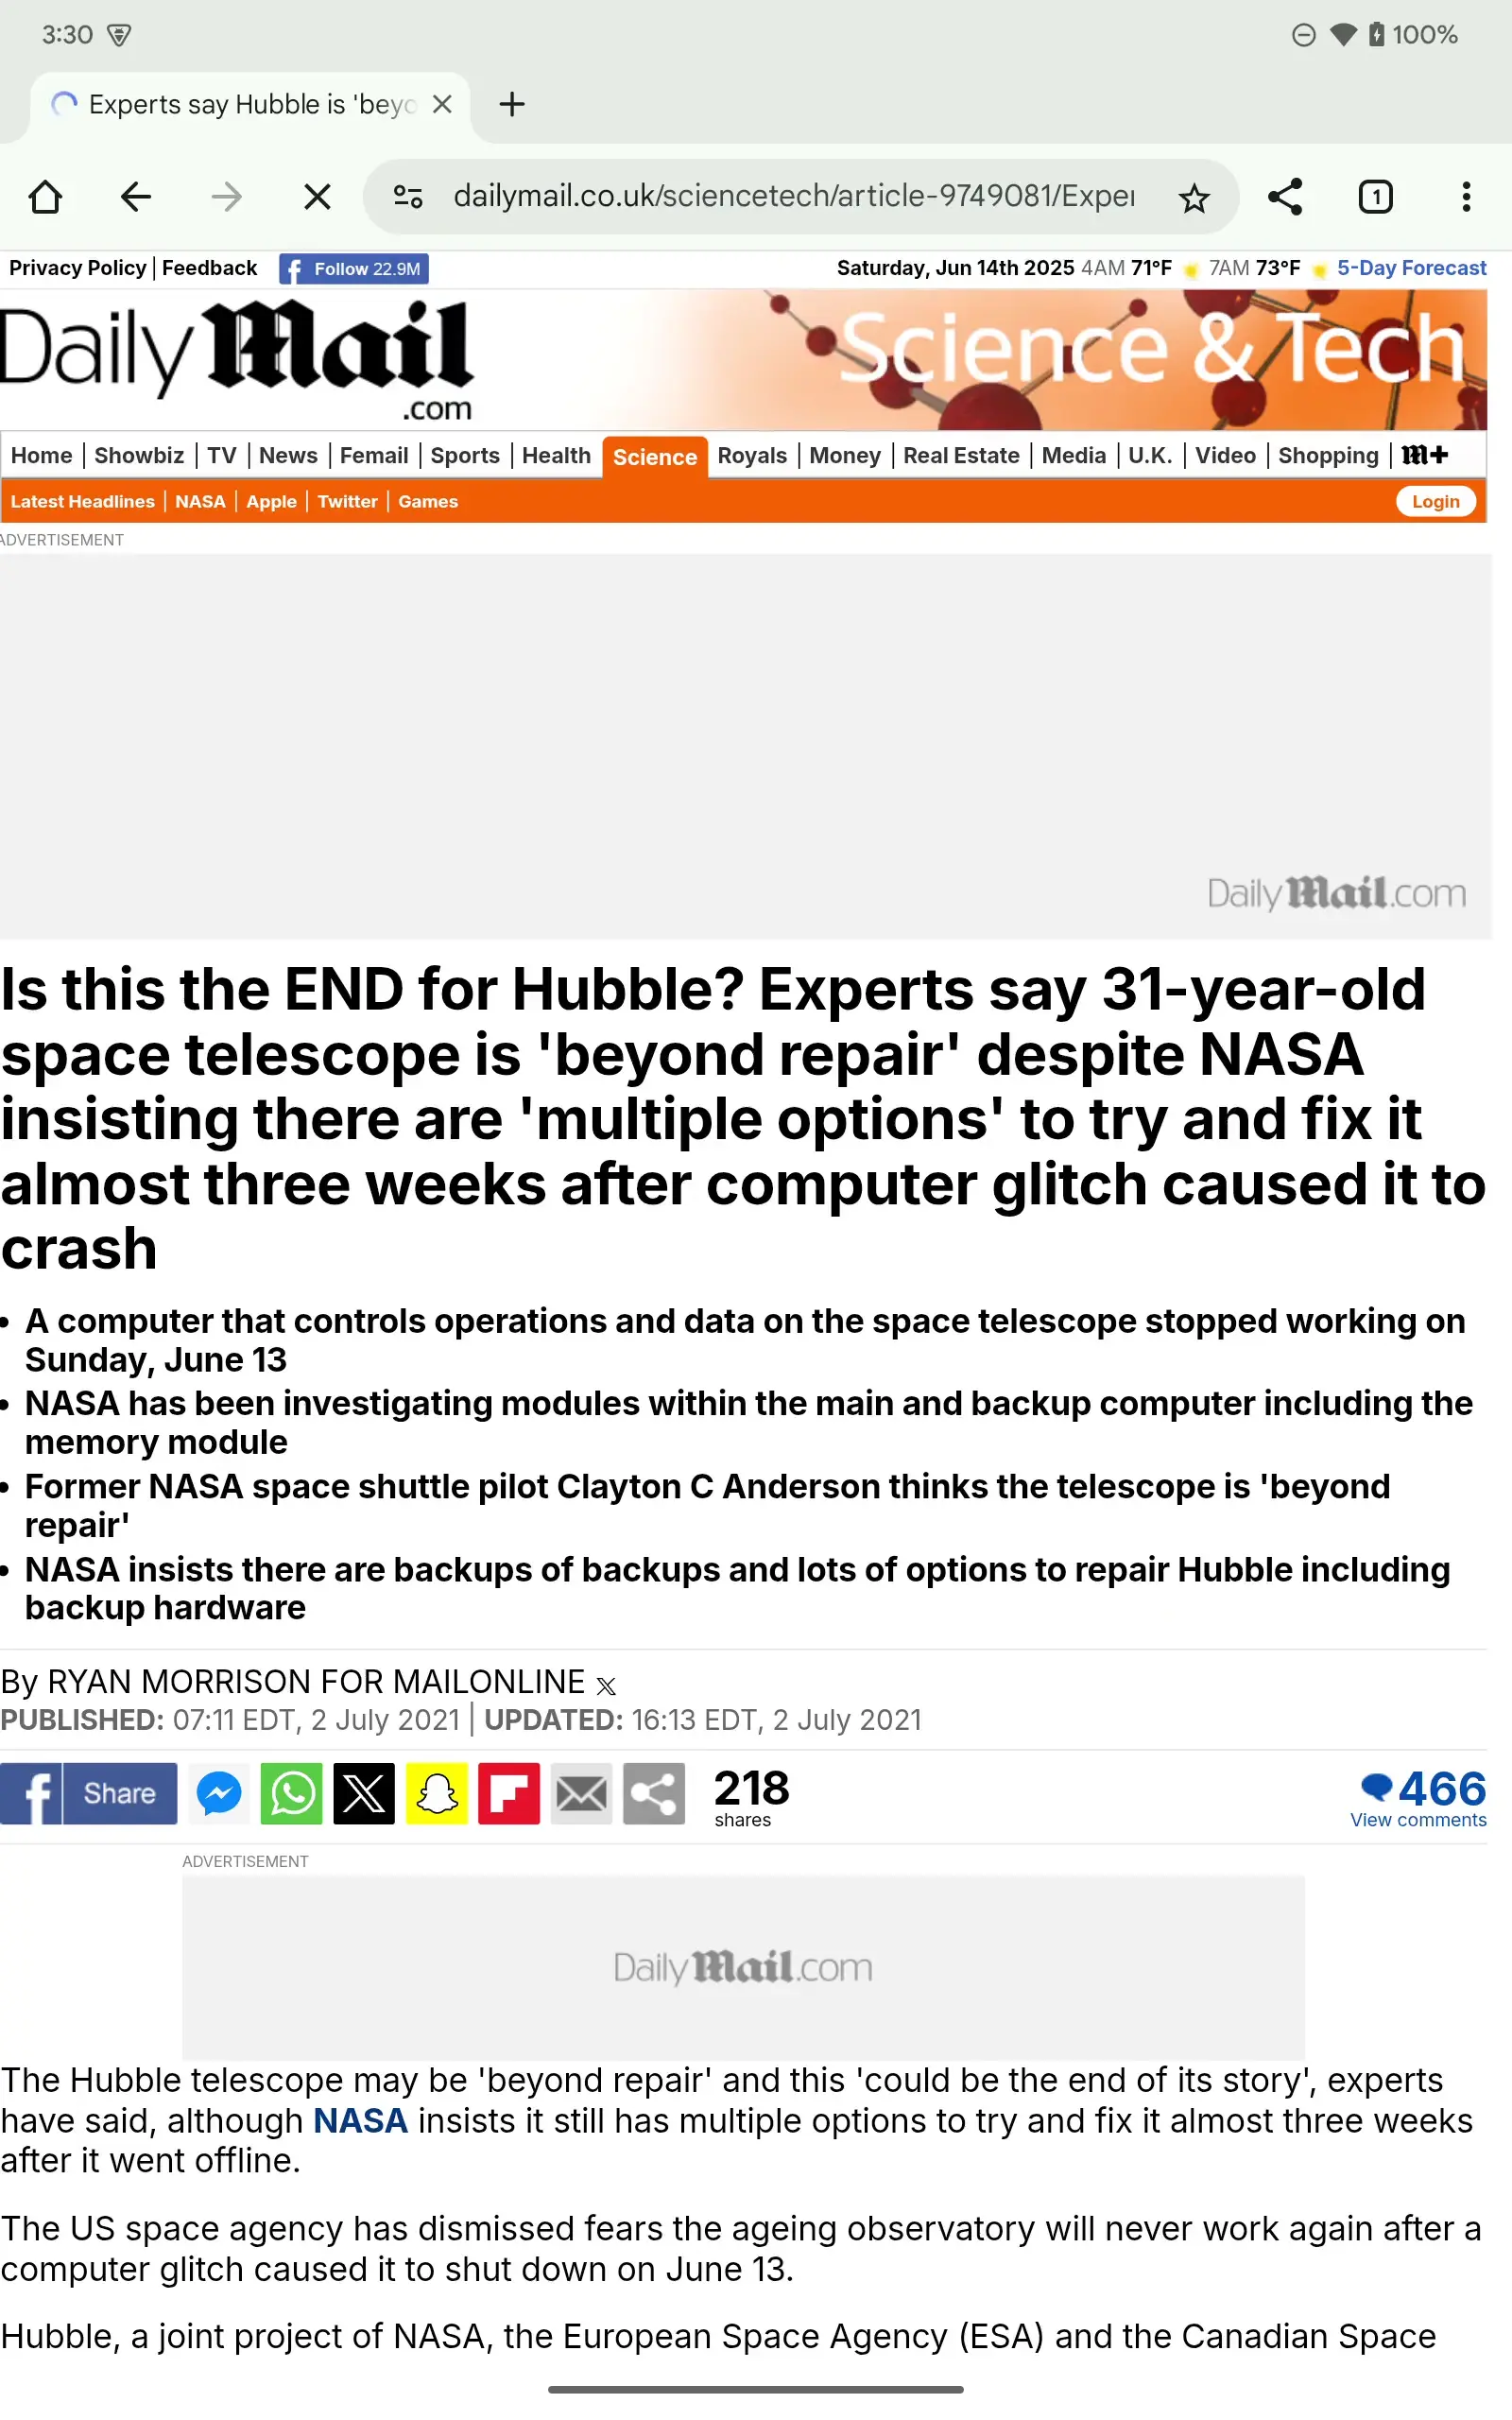 3:30
100%
Experts say Hubble is 'beyo
dailymail.co.uk/sciencetech/article-9749081/Exper
1
Privacy Policy | Feedback
Follow 22.9M
Saturday, Jun 14th 2025 4AM 71°F 7AM 73°F 5-Day Forecast
Daily Mail
.com
Science & Tech
Home | Showbiz | TV | News | Femail | Sports | Health Science Royals | Money | Real Estate | Media | U.K. | Video | Shopping | m+
Latest Headlines | NASA | Apple | Twitter | Games
Login
ADVERTISEMENT
Daily Mail.com
Is this the END for Hubble? Experts say 31-year-old
space telescope is 'beyond repair' despite NASA
insisting there are 'multiple options' to try and fix it
almost three weeks after computer glitch caused it to
crash
• A computer that controls operations and data on the space telescope stopped working on
Sunday, June 13
• NASA has been investigating modules within the main and backup computer including the
memory module
• Former NASA space shuttle pilot Clayton C Anderson thinks the telescope is 'beyond
repair'
• NASA insists there are backups of backups and lots of options to repair Hubble including
backup hardware
By RYAN MORRISON FOR MAILONLINE
PUBLISHED: 07:11 EDT, 2 July 2021 | UPDATED: 16:13 EDT, 2 July 2021
Share
218
shares
466
View comments
ADVERTISEMENT
Daily Mail.com
The Hubble telescope may be 'beyond repair' and this 'could be the end of its story', experts
have said, although NASA insists it still has multiple options to try and fix it almost three weeks
after it went offline.
The US space agency has dismissed fears the ageing observatory will never work again after a
computer glitch caused it to shut down on June 13.
Hubble, a joint project of NASA, the European Space Agency (ESA) and the Canadian Space